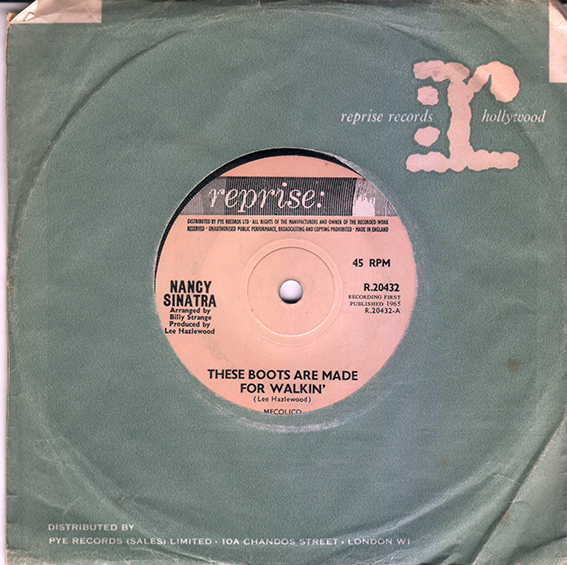 reprise records hollywood
r:
reprise:
DISTRIBUTED BY PYE RECORDS LTD · ALL RIGHTS OF THE MANUFACTURERS AND OWNER OF THE RECORDED WORK
RESERVED · UNAUTHORISED PUBLIC PERFORMANCE, BROADCASTING AND COPYING PROHIBITED · MADE IN ENGLAND
45 RPM
NANCY
SINATRA
Arranged by
Billy Strange
Produced by
Lee Hazlewood
R.20432
RECORDING FIRST
PUBLISHED 1965
R.20432-A
THESE BOOTS ARE MADE
FOR WALKIN'
(Lee Hazlewood)
MECOLICO
DISTRIBUTED BY
PYE RECORDS (SALES) LIMITED · 10A CHANDOS STREET · LONDON W1